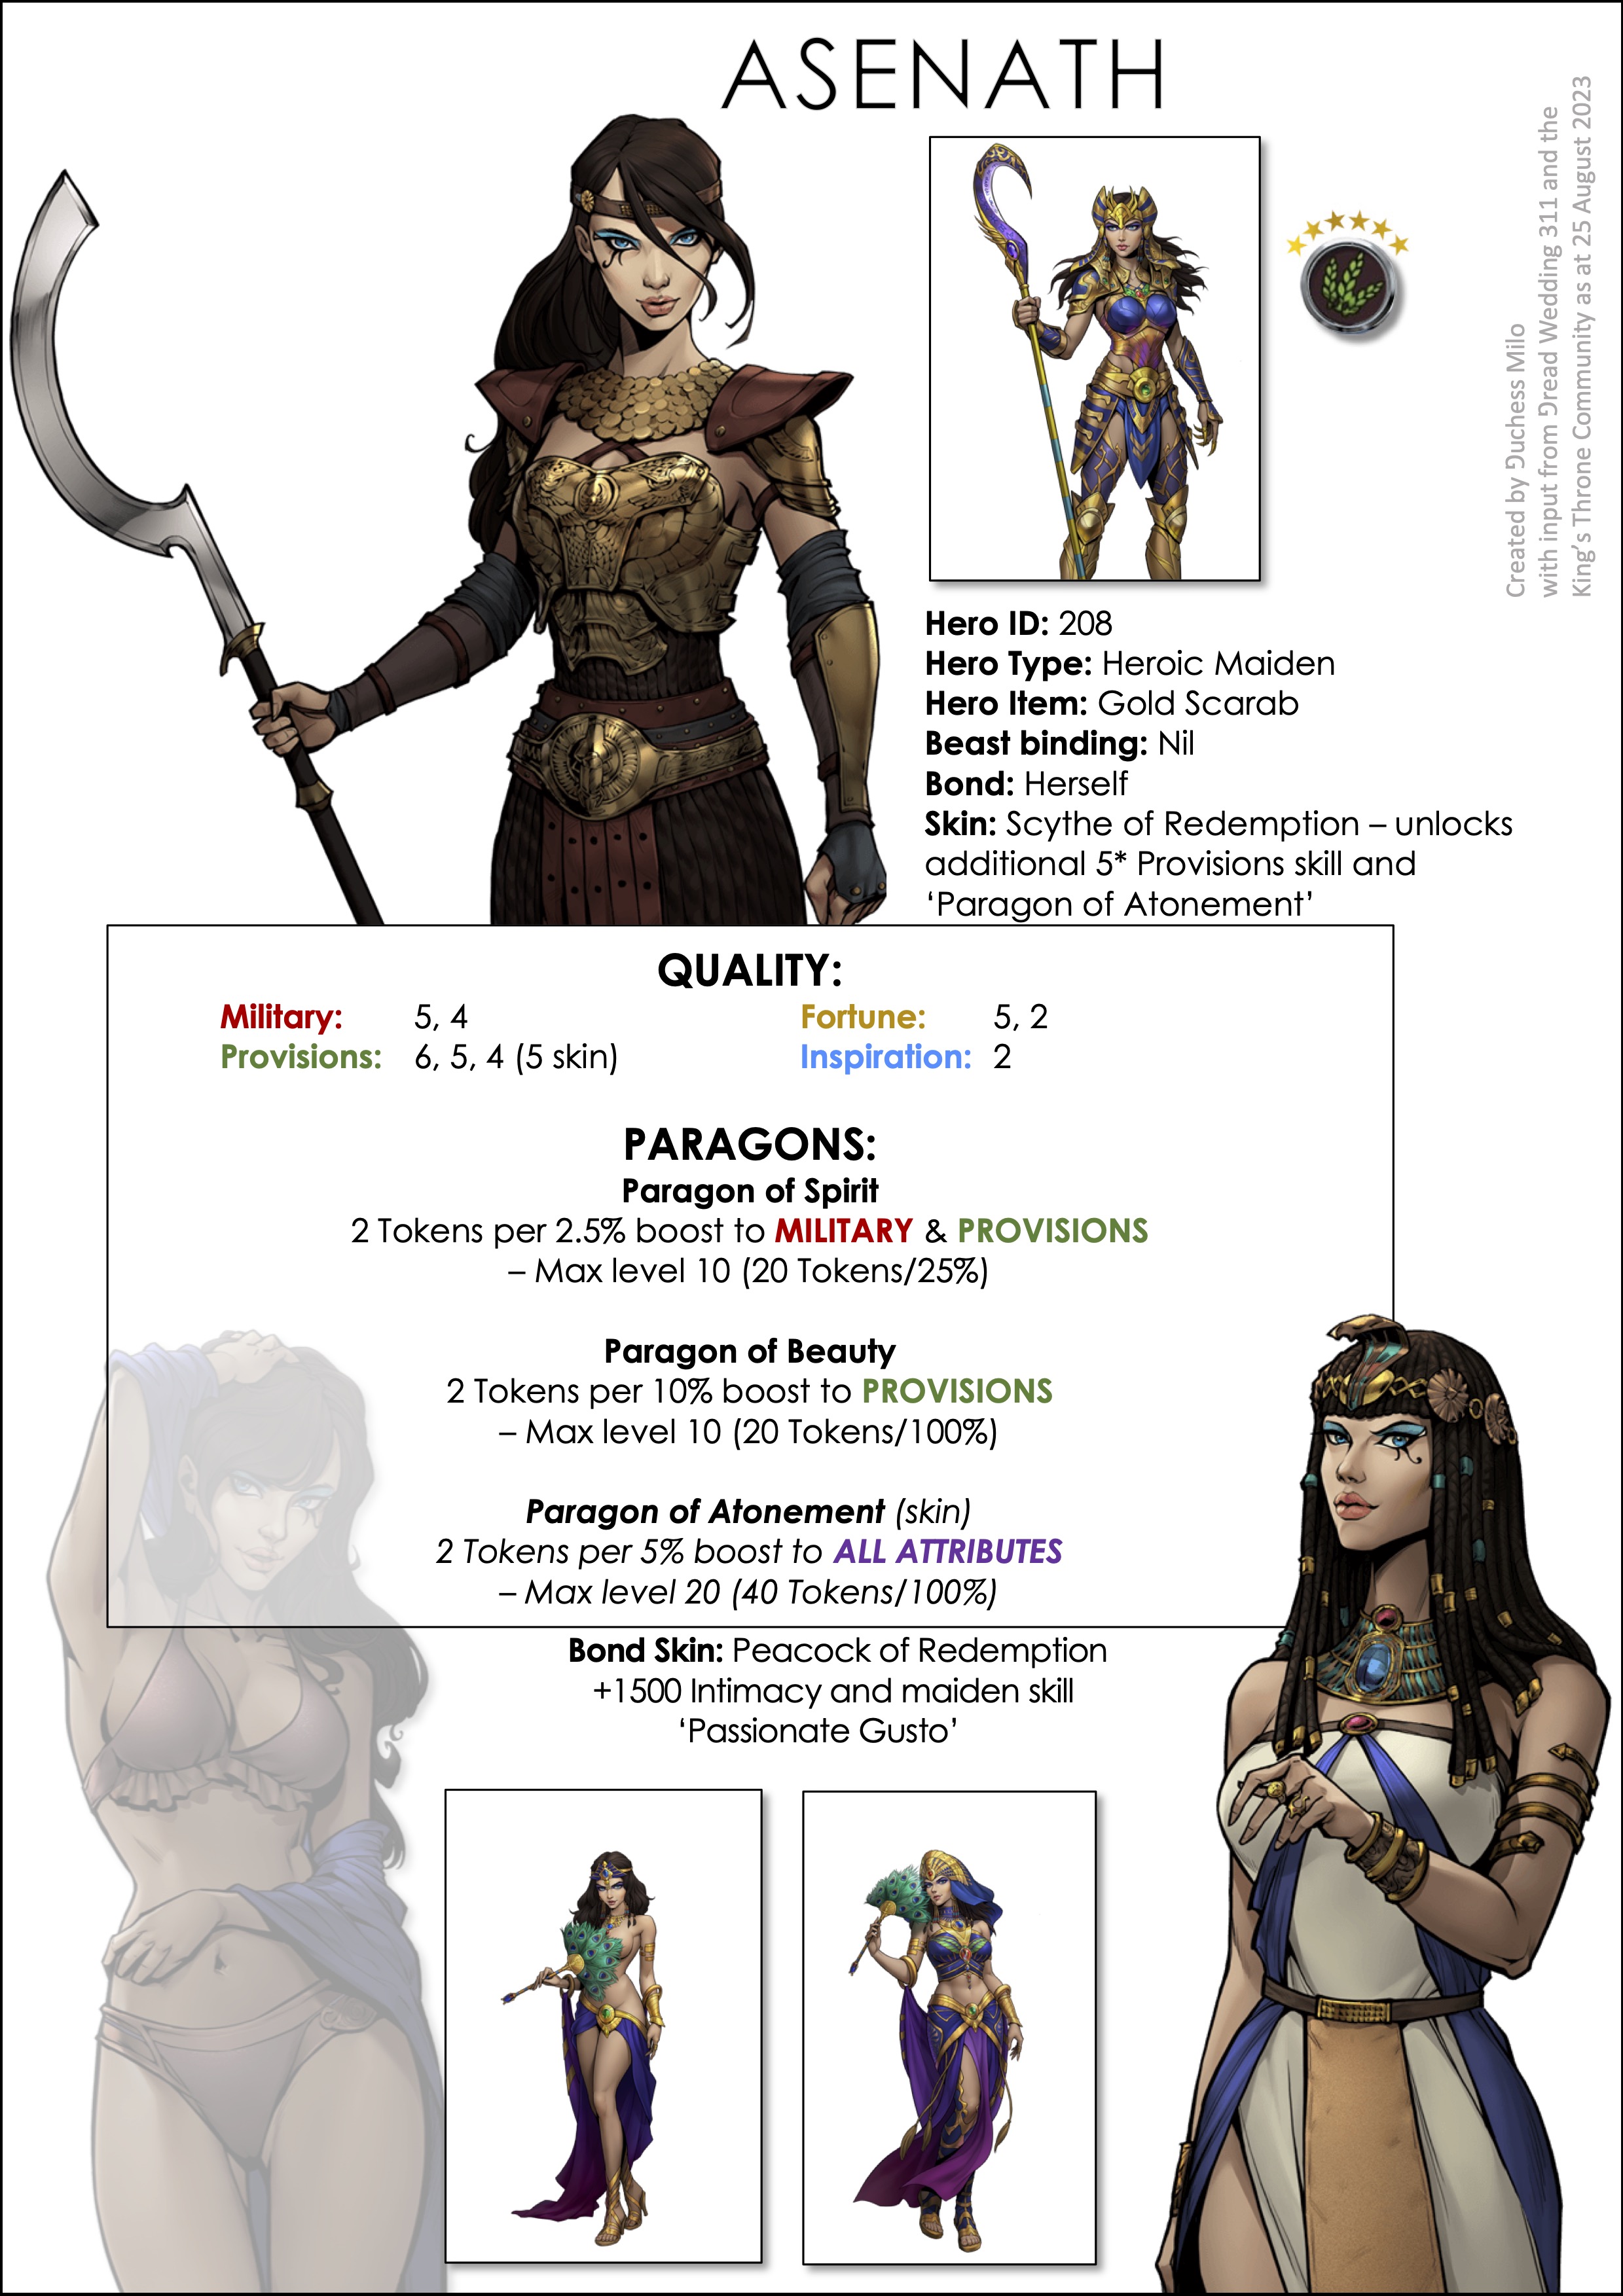 ASENATH
Created by Duchess Milo
with input from Dread Wedding 311 and the
King's Throne Community as at 25 August 2023
Hero ID: 208
Hero Type: Heroic Maiden
Hero Item: Gold Scarab
Beast binding: Nil
Bond: Herself
Skin: Scythe of Redemption – unlocks
additional 5* Provisions skill and
‘Paragon of Atonement’
QUALITY:
Military: 5, 4
Fortune: 5, 2
Provisions: 6, 5, 4 (5 skin)
Inspiration: 2
PARAGONS:
Paragon of Spirit
2 Tokens per 2.5% boost to MILITARY & PROVISIONS
– Max level 10 (20 Tokens/25%)
Paragon of Beauty
2 Tokens per 10% boost to PROVISIONS
– Max level 10 (20 Tokens/100%)
Paragon of Atonement (skin)
2 Tokens per 5% boost to ALL ATTRIBUTES
– Max level 20 (40 Tokens/100%)
Bond Skin: Peacock of Redemption
+1500 Intimacy and maiden skill
‘Passionate Gusto’